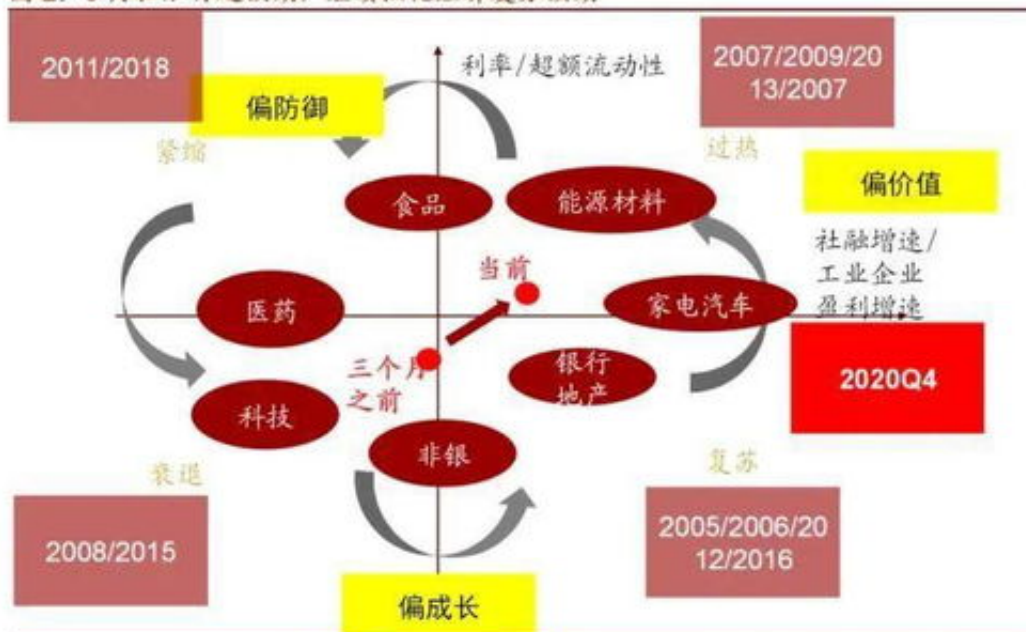 2011/2018
利率/超额流动性
2007/2009/20
13/2007
偏防御
紧缩
过热
偏价值
食品
能源材料
社融增速/
工业企业
盈利增速
当前
医药
家电汽车
三个月
之前
银行
地产
2020Q4
科技
非银
衰退
复苏
2008/2015
2005/2006/20
12/2016
偏成长